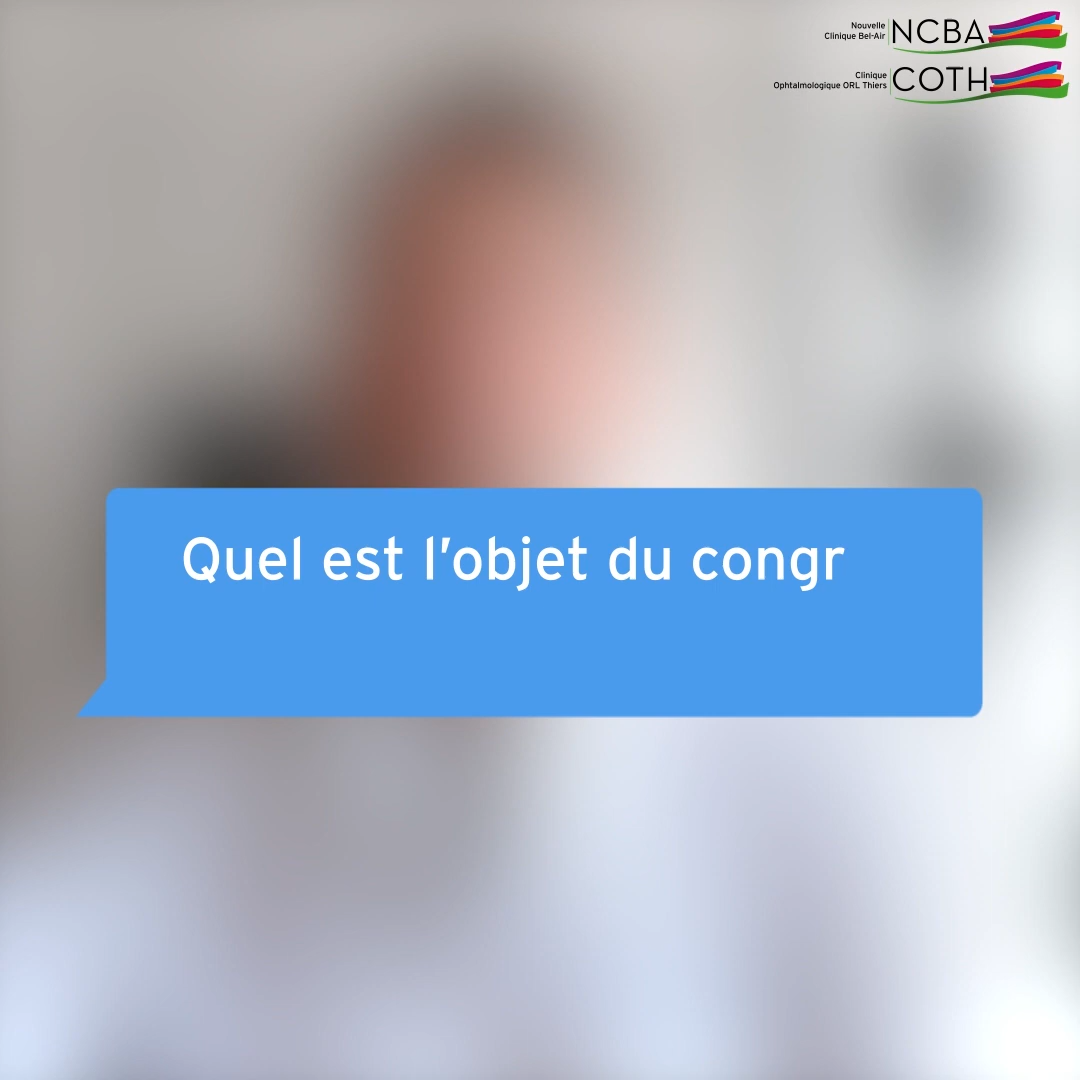 Nouvelle
Clinique Bel-Air
NCBA
Clinique
Ophtalmologique ORL Thiers
COTH
Quel est l'objet du congr